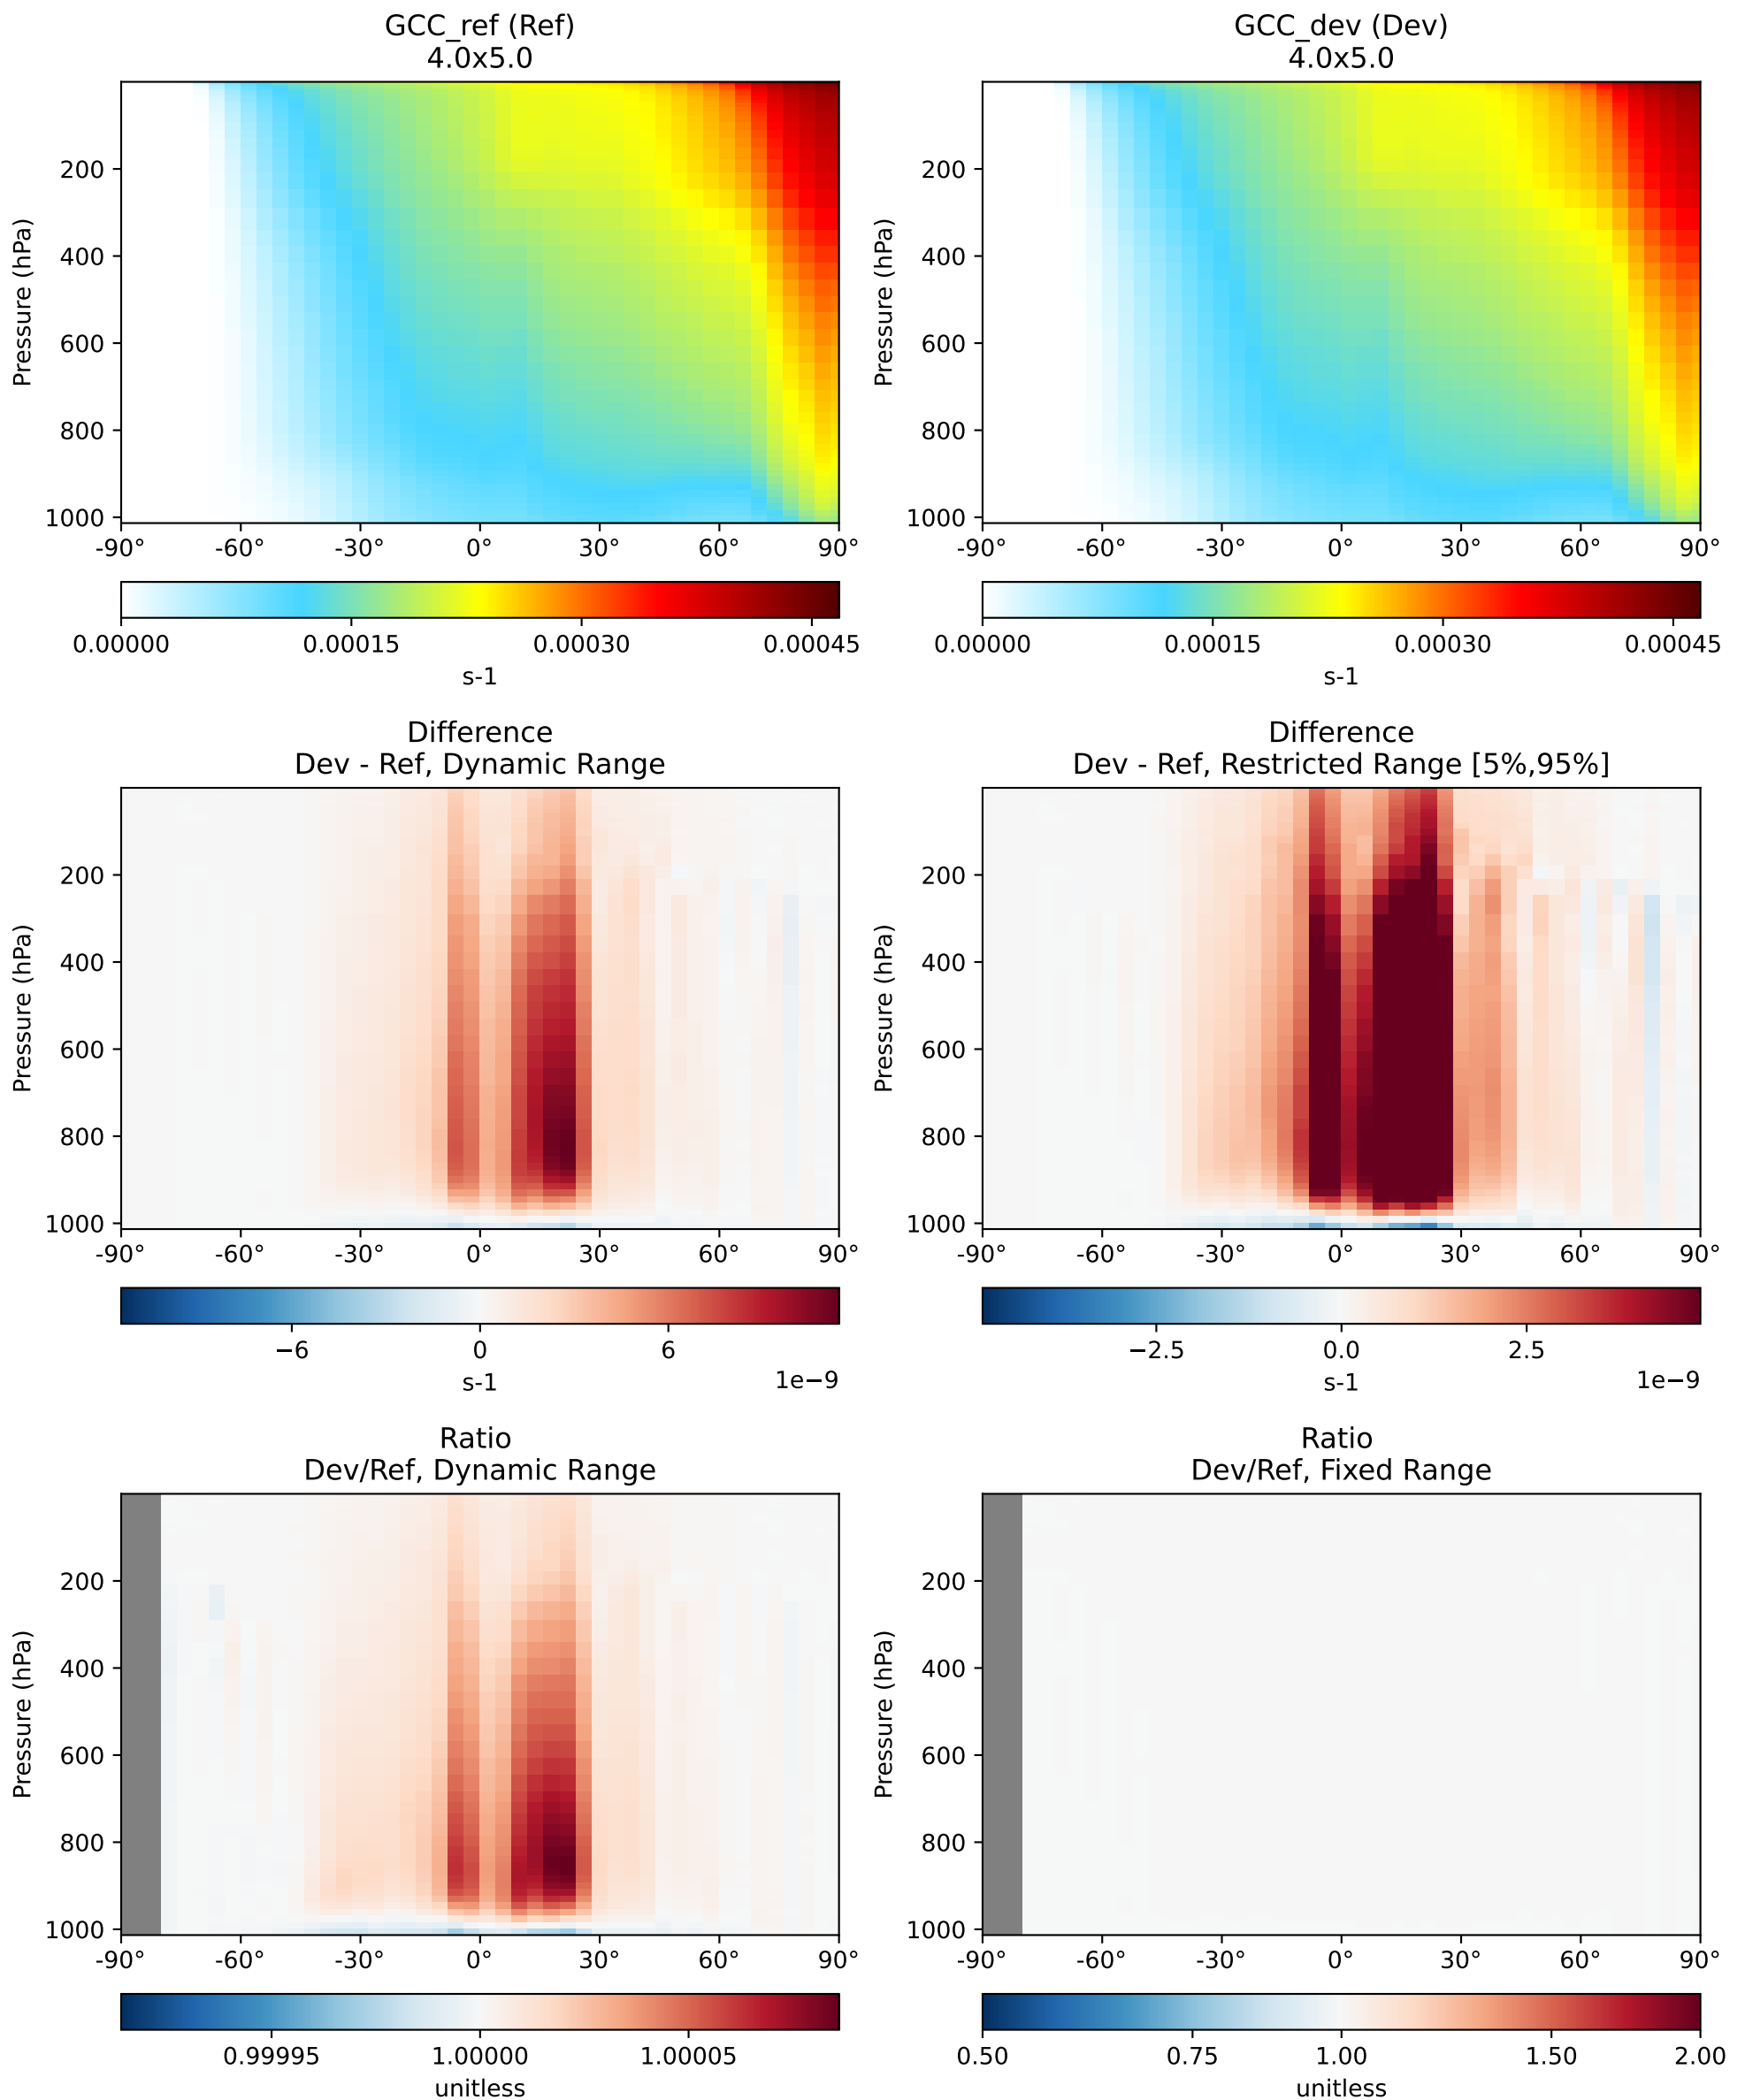 GCC_ref (Ref)
4.0x5.0
Pressure (hPa)
200
400
600
800
1000
-90° -60° -30° 0° 30° 60° 90°
0.00000 0.00015 0.00030 0.00045
s-1
GCC_dev (Dev)
4.0x5.0
Pressure (hPa)
200
400
600
800
1000
-90° -60° -30° 0° 30° 60° 90°
0.00000 0.00015 0.00030 0.00045
s-1
Difference
Dev - Ref, Dynamic Range
Pressure (hPa)
200
400
600
800
1000
-90° -60° -30° 0° 30° 60° 90°
−6 0 6
s-1 1e−9
Difference
Dev - Ref, Restricted Range [5%,95%]
Pressure (hPa)
200
400
600
800
1000
-90° -60° -30° 0° 30° 60° 90°
−2.5 0.0 2.5
s-1 1e−9
Ratio
Dev/Ref, Dynamic Range
Pressure (hPa)
200
400
600
800
1000
-90° -60° -30° 0° 30° 60° 90°
0.99995 1.00000 1.00005
unitless
Ratio
Dev/Ref, Fixed Range
Pressure (hPa)
200
400
600
800
1000
-90° -60° -30° 0° 30° 60° 90°
0.50 0.75 1.00 1.50 2.00
unitless